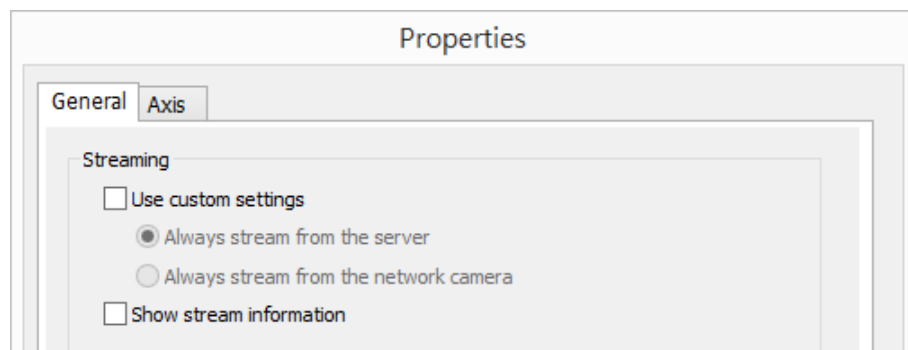 Properties
General Axis
Streaming
Use custom settings
Always stream from the server
Always stream from the network camera
Show stream information